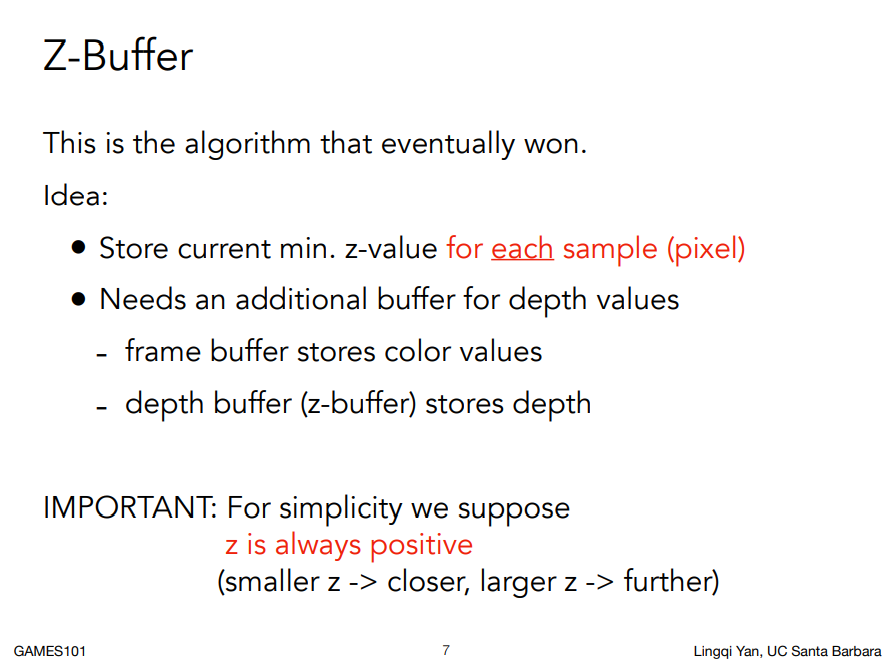 Z-Buffer
This is the algorithm that eventually won.
Idea:
• Store current min. z-value for each sample (pixel)
• Needs an additional buffer for depth values
- frame buffer stores color values
- depth buffer (z-buffer) stores depth
IMPORTANT: For simplicity we suppose
z is always positive
(smaller z -> closer, larger z -> further)
GAMES101
7
Lingqi Yan, UC Santa Barbara